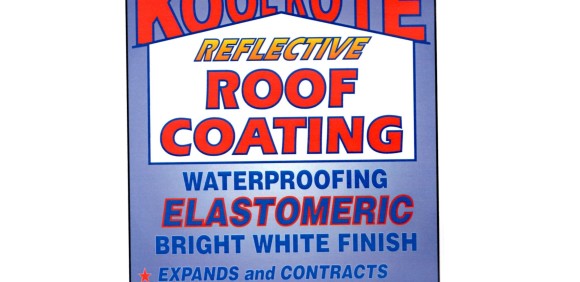 KOOL KOTE
REFLECTIVE
ROOF
COATING
WATERPROOFING
ELASTOMERIC
BRIGHT WHITE FINISH
★ EXPANDS and CONTRACTS